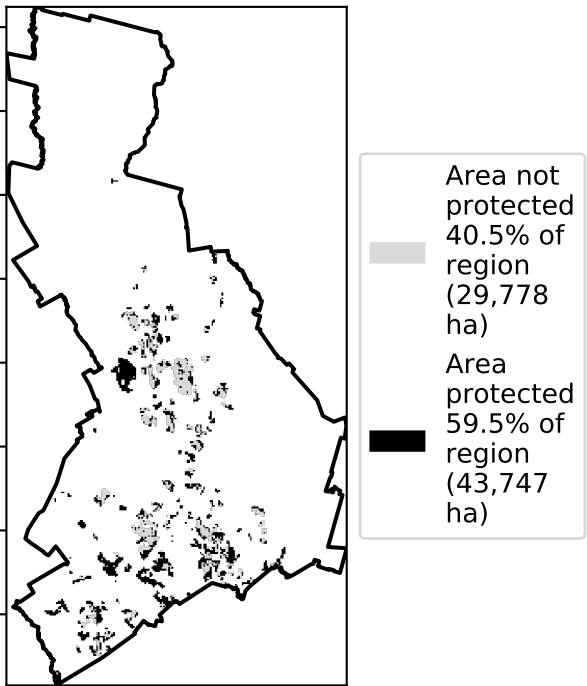 Area not
protected
40.5% of
region
(29,778
ha)
Area
protected
59.5% of
region
(43,747
ha)